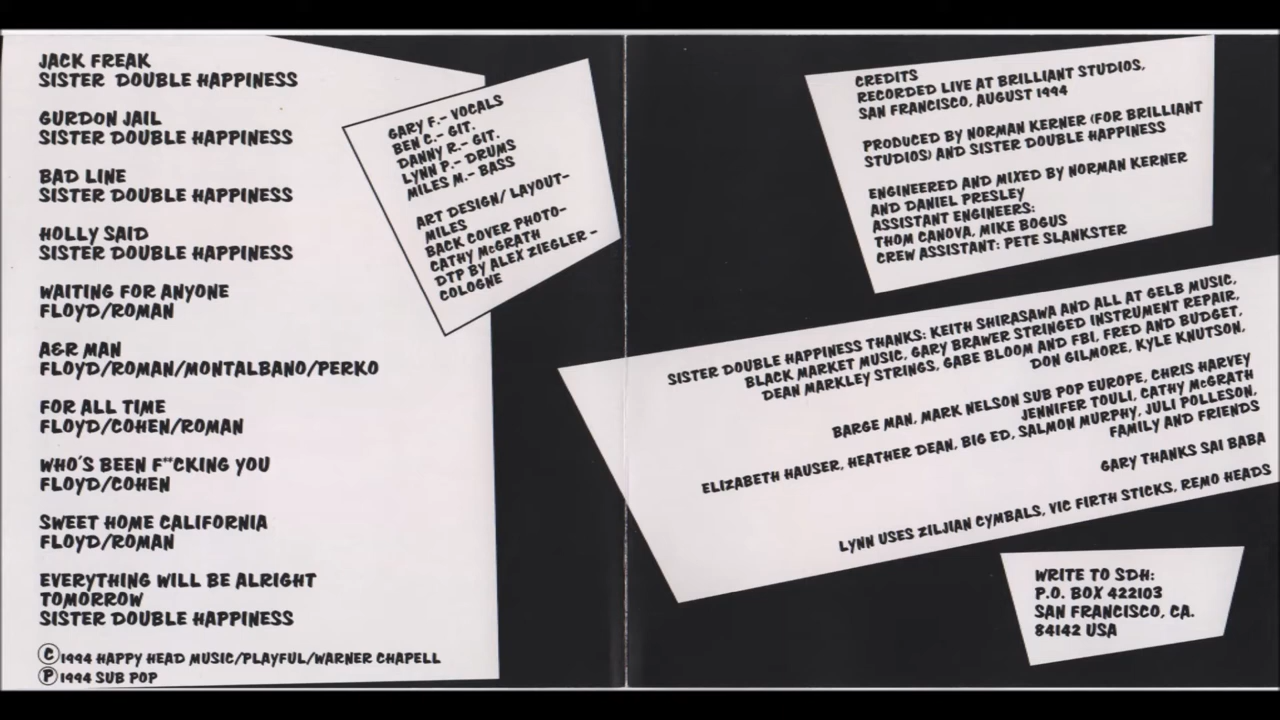 JACK FREAK
SISTER DOUBLE HAPPINESS
GURDON JAIL
SISTER DOUBLE HAPPINESS
BAD LINE
SISTER DOUBLE HAPPINESS
HOLLY SAID
SISTER DOUBLE HAPPINESS
WAITING FOR ANYONE
FLOYD/ROMAN
A&R MAN
FLOYD/ROMAN/MONTALBANO/PERKO
FOR ALL TIME
FLOYD/COHEN/ROMAN
WHO'S BEEN F**CKING YOU
FLOYD/COHEN
SWEET HOME CALIFORNIA
FLOYD/ROMAN
EVERYTHING WILL BE ALRIGHT
TOMORROW
SISTER DOUBLE HAPPINESS
Ⓒ1994 HAPPY HEAD MUSIC/PLAYFUL/WARNER CHAPELL
Ⓟ1994 SUB POP
GARY F.- VOCALS
BEN C.- GIT.
DANNY R.- GIT.
LYNN P.- DRUMS
MILES M.- BASS
ART DESIGN/ LAYOUT-
MILES
BACK COVER PHOTO-
CATHY McGRATH
DTP BY ALEX ZIEGLER -
COLOGNE
CREDITS
RECORDED LIVE AT BRILLIANT STUDIOS,
SAN FRANCISCO, AUGUST 1994
PRODUCED BY NORMAN KERNER (FOR BRILLIANT
STUDIOS) AND SISTER DOUBLE HAPPINESS
ENGINEERED AND MIXED BY NORMAN KERNER
AND DANIEL PRESLEY
ASSISTANT ENGINEERS:
THOM CANOVA, MIKE BOGUS
CREW ASSISTANT: PETE SLANKSTER
SISTER DOUBLE HAPPINESS THANKS: KEITH SHIRASAWA AND ALL AT GELB MUSIC,
BLACK MARKET MUSIC, GARY BRAWER STRINGED INSTRUMENT REPAIR,
DEAN MARKLEY STRINGS, GABE BLOOM AND FBI, FRED AND BUDGET,
DON GILMORE, KYLE KNUTSON,
BARGE MAN, MARK NELSON SUB POP EUROPE, CHRIS HARVEY
JENNIFER TOULI, CATHY McGRATH
ELIZABETH HAUSER, HEATHER DEAN, BIG ED, SALMON MURPHY, JULI POLLESON,
FAMILY AND FRIENDS
GARY THANKS SAI BABA
LYNN USES ZILJIAN CYMBALS, VIC FIRTH STICKS, REMO HEADS
WRITE TO SDH:
P.O. BOX 422103
SAN FRANCISCO, CA.
84142 USA